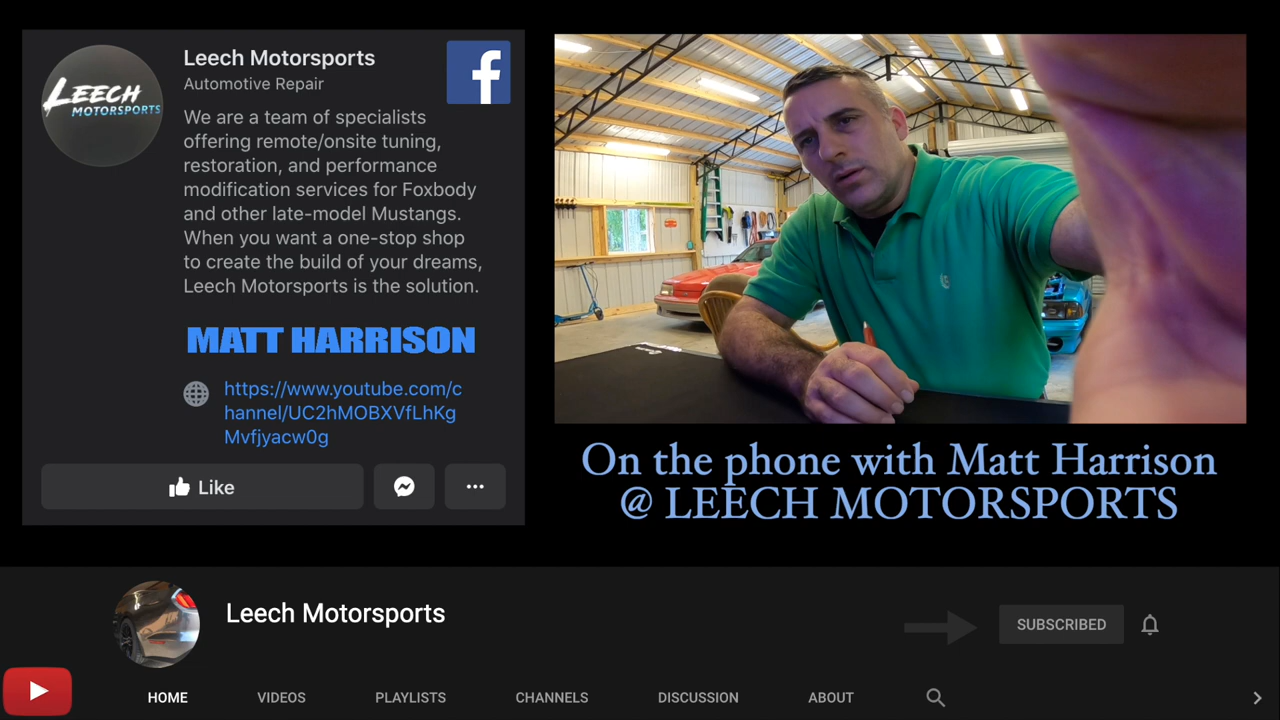 LEECH
MOTORSPORTS
Leech Motorsports
Automotive Repair
We are a team of specialists
offering remote/onsite tuning,
restoration, and performance
modification services for Foxbody
and other late-model Mustangs.
When you want a one-stop shop
to create the build of your dreams,
Leech Motorsports is the solution.
MATT HARRISON
https://www.youtube.com/c
hannel/UC2hMOBXVfLhKg
Mvfjyacw0g
Like
f
On the phone with Matt Harrison
@ LEECH MOTORSPORTS
Leech Motorsports
SUBSCRIBED
HOME VIDEOS PLAYLISTS CHANNELS DISCUSSION ABOUT